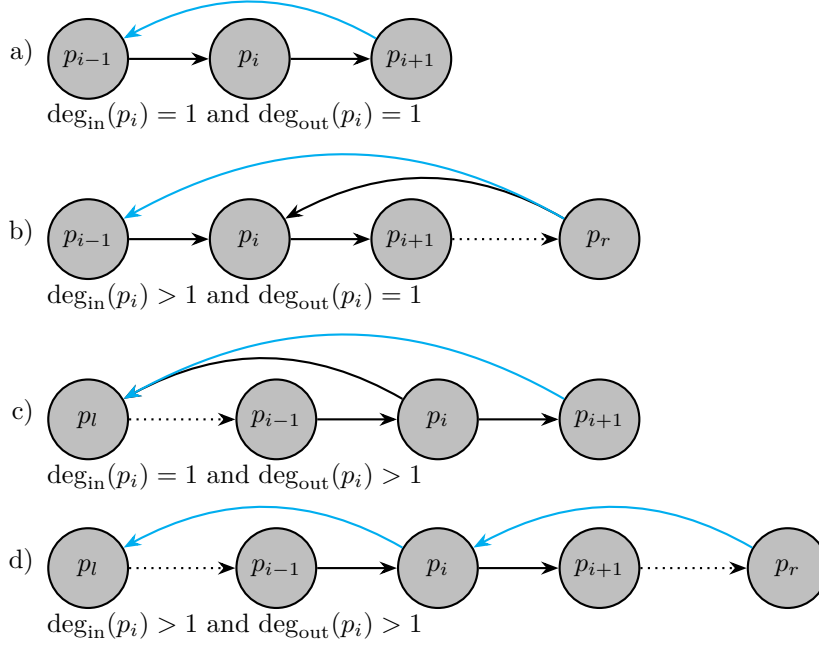 a) p_{i−1} p_i p_{i+1}
deg_in(p_i) = 1 and deg_out(p_i) = 1
b) p_{i−1} p_i p_{i+1} p_r
deg_in(p_i) > 1 and deg_out(p_i) = 1
c) p_l p_{i−1} p_i p_{i+1}
deg_in(p_i) = 1 and deg_out(p_i) > 1
d) p_l p_{i−1} p_i p_{i+1} p_r
deg_in(p_i) > 1 and deg_out(p_i) > 1